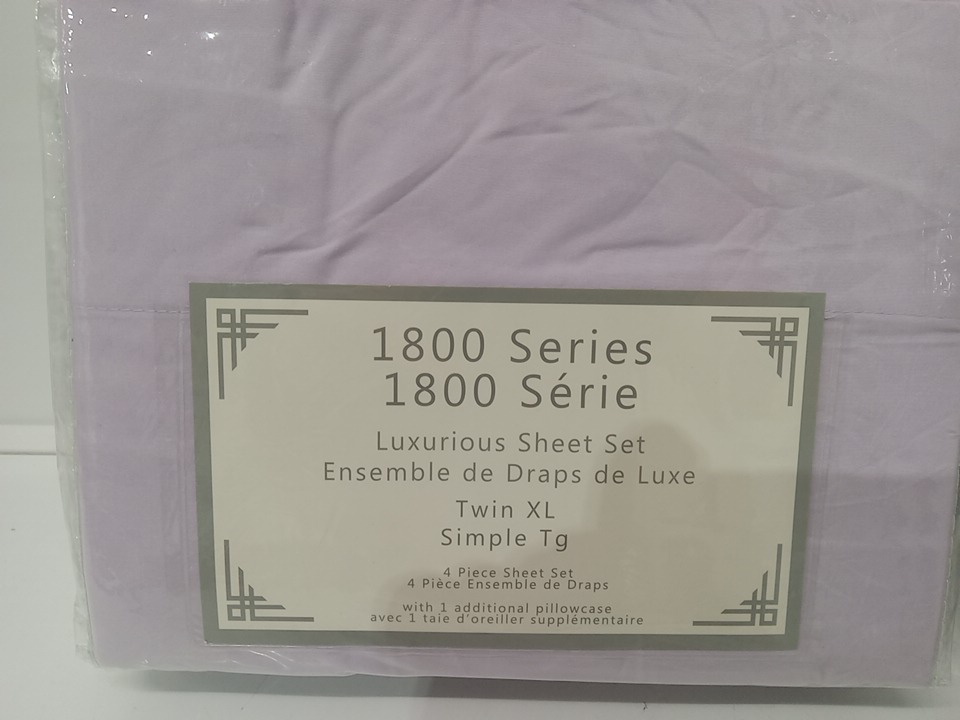 1800 Series
1800 Série
Luxurious Sheet Set
Ensemble de Draps de Luxe
Twin XL
Simple Tg
4 Piece Sheet Set
4 Pièce Ensemble de Draps
with 1 additional pillowcase
avec 1 taie d'oreiller supplémentaire